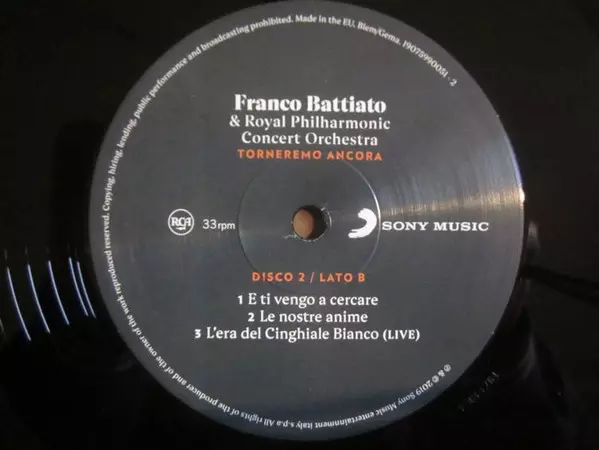 Franco Battiato
& Royal Philharmonic
Concert Orchestra
TORNEREMO ANCORA
RCA
33rpm
SONY MUSIC
DISCO 2 / LATO B
1 E ti vengo a cercare
2 Le nostre anime
3 L'era del Cinghiale Bianco (LIVE)
℗ & © 2019 Sony Music entertainment italy s.p.a All rights of the producer and of the owner of the work reproduced reserved. Copying, hiring, lending, public performance and broadcasting prohibited. Made in the EU. Biem/Gema. 19075990051 - 2